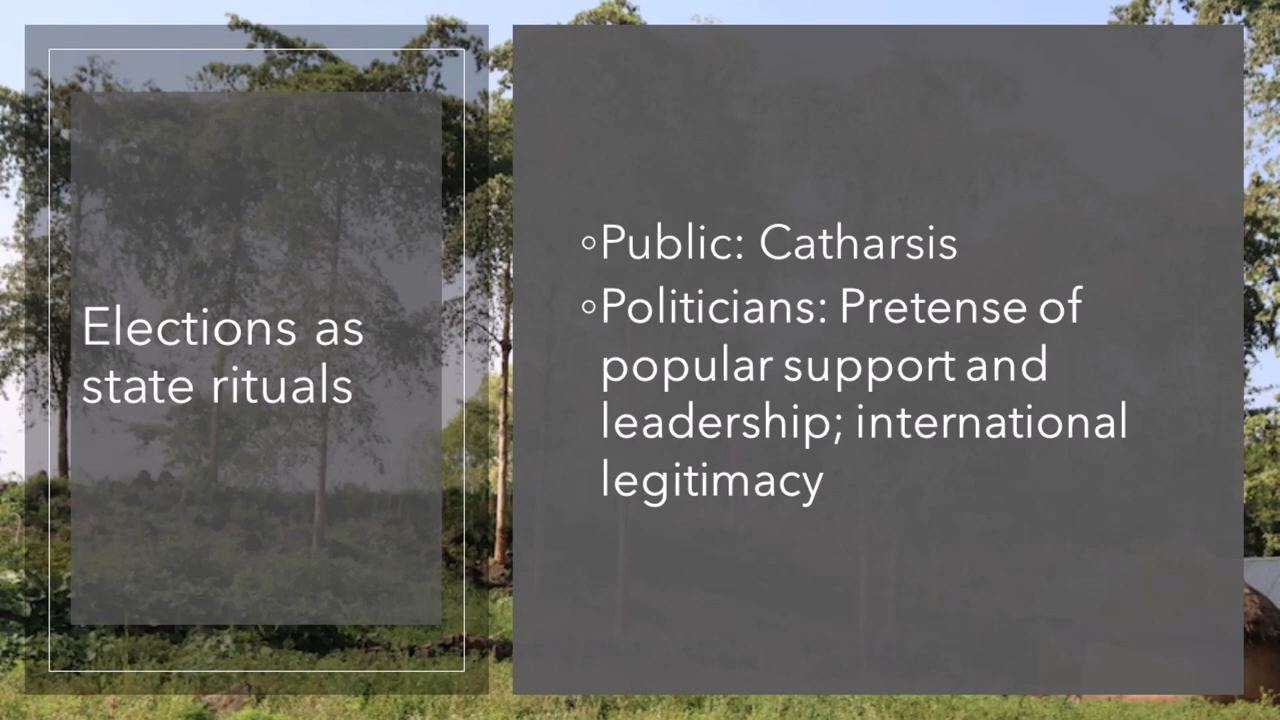 Elections as
state rituals
◦Public: Catharsis
◦Politicians: Pretense of
popular support and
leadership; international
legitimacy